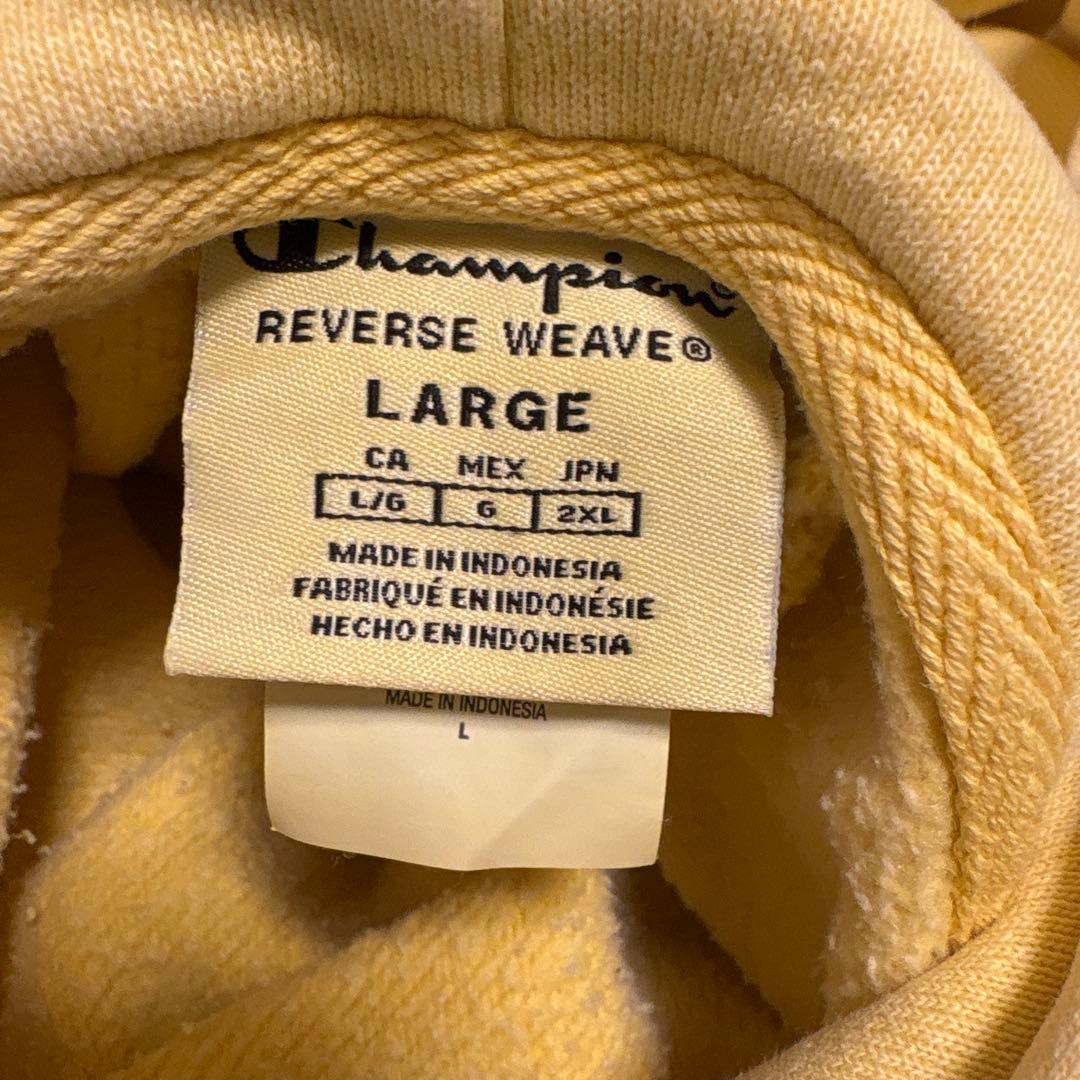 Champion
REVERSE WEAVE®
LARGE
CA MEX JPN
L/G G 2XL
MADE IN INDONESIA
FABRIQUÉ EN INDONÉSIE
HECHO EN INDONESIA
MADE IN INDONESIA
L